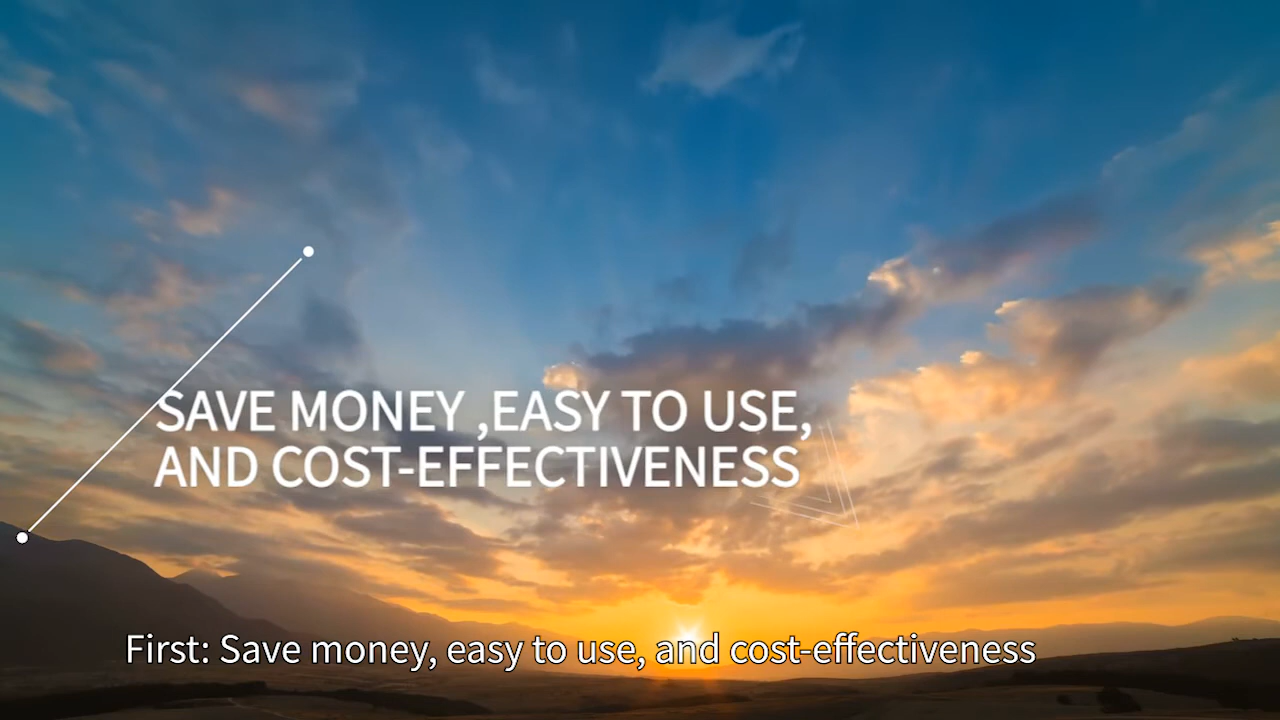 SAVE MONEY ,EASY TO USE,
AND COST-EFFECTIVENESS
First: Save money, easy to use, and cost-effectiveness